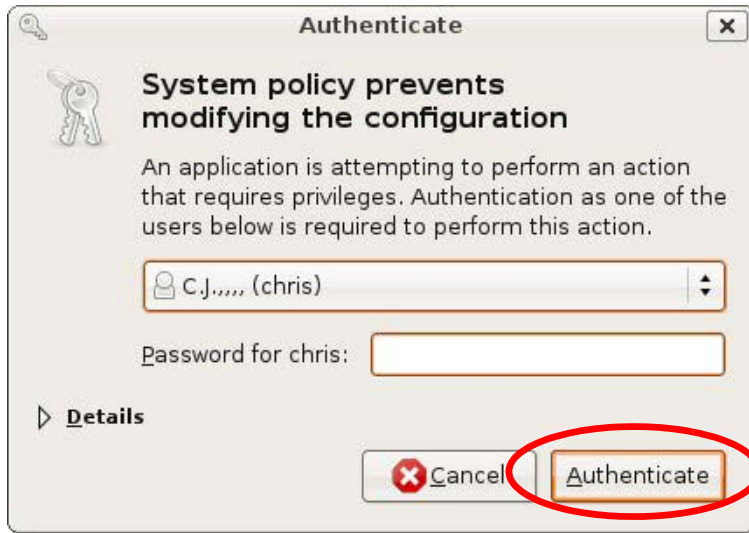 Authenticate
System policy prevents
modifying the configuration
An application is attempting to perform an action
that requires privileges. Authentication as one of the
users below is required to perform this action.
C.J.,,,,, (chris)
Password for chris:
Details
Cancel
Authenticate